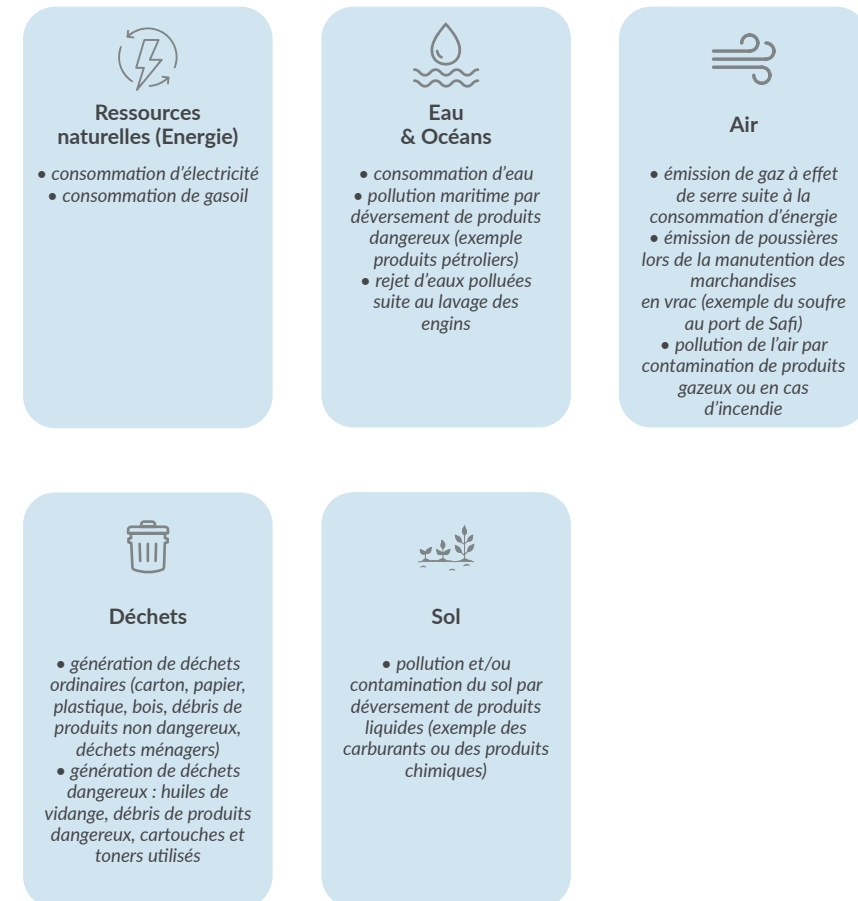 Ressources
naturelles (Energie)
• consommation d’électricité
• consommation de gasoil
Eau
& Océans
• consommation d’eau
• pollution maritime par
déversement de produits
dangereux (exemple
produits pétroliers)
• rejet d’eaux polluées
suite au lavage des
engins
Air
• émission de gaz à effet
de serre suite à la
consommation d’énergie
• émission de poussières
lors de la manutention des
marchandises
en vrac (exemple du soufre
au port de Safi)
• pollution de l’air par
contamination de produits
gazeux ou en cas
d’incendie
Déchets
• génération de déchets
ordinaires (carton, papier,
plastique, bois, débris de
produits non dangereux,
déchets ménagers)
• génération de déchets
dangereux : huiles de
vidange, débris de produits
dangereux, cartouches et
toners utilisés
Sol
• pollution et/ou
contamination du sol par
déversement de produits
liquides (exemple des
carburants ou des produits
chimiques)